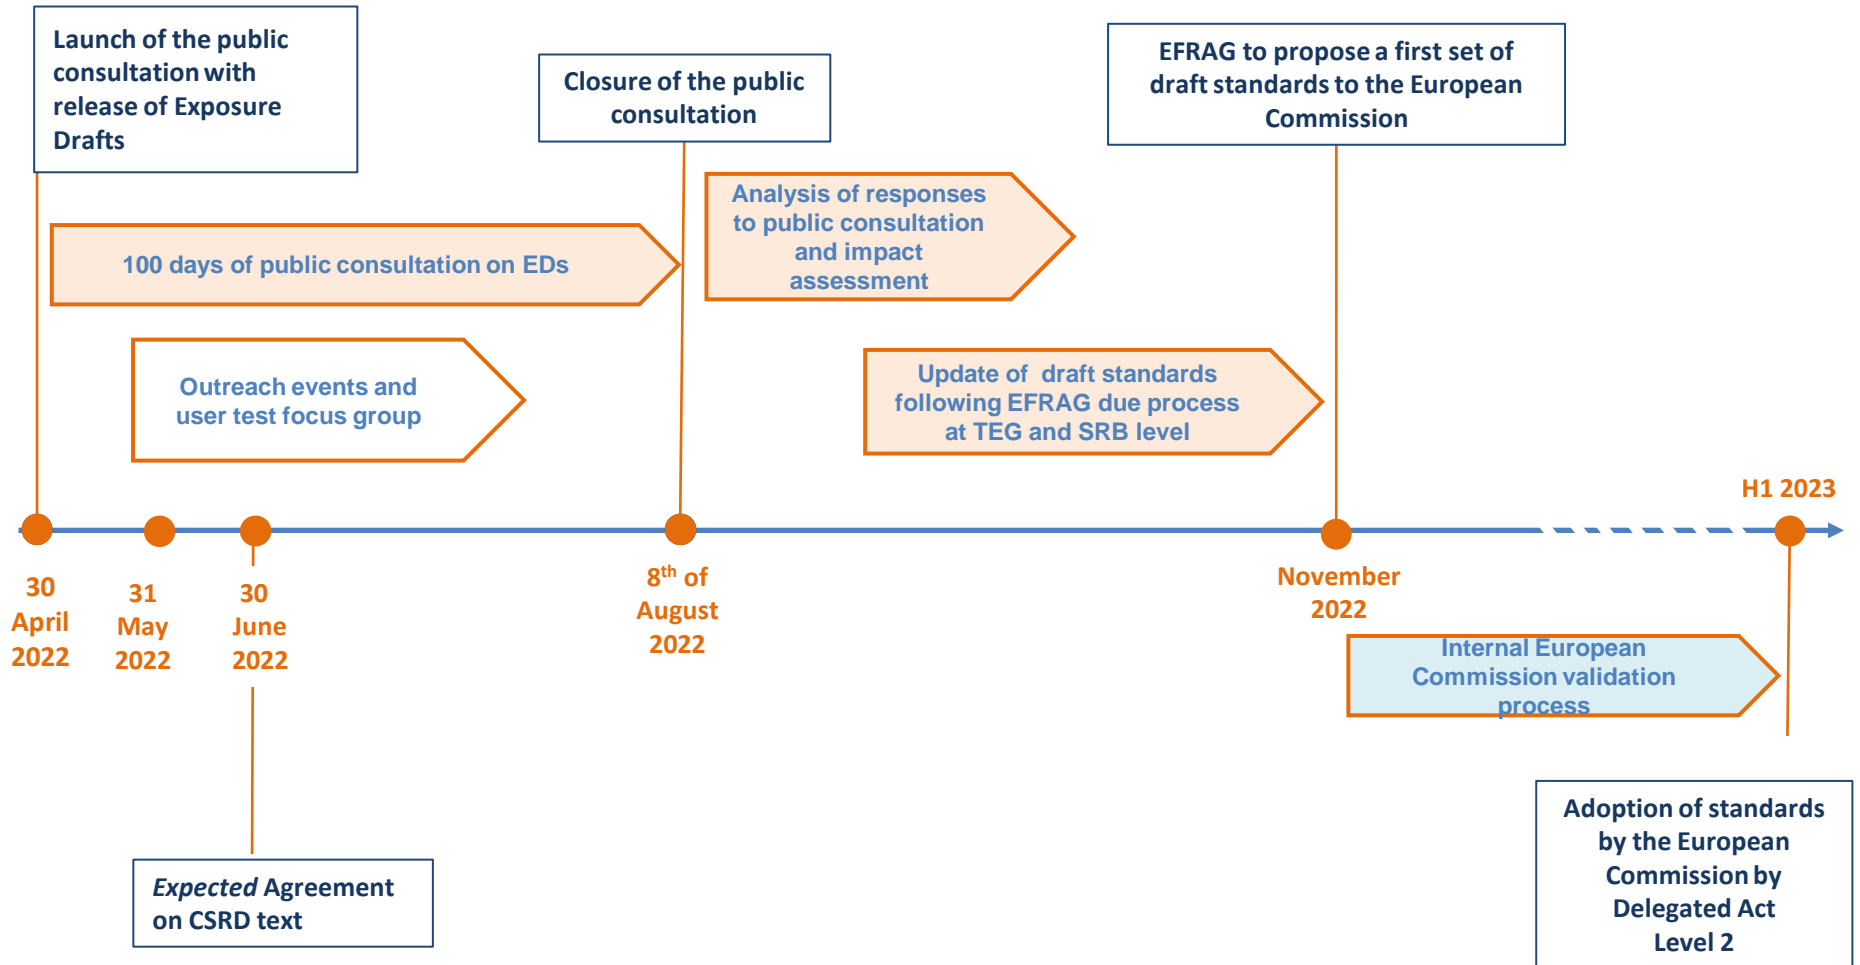 Launch of the public
consultation with
release of Exposure
Drafts
Closure of the public
consultation
EFRAG to propose a first set of
draft standards to the European
Commission
Analysis of responses
to public consultation
and impact
assessment
100 days of public consultation on EDs
Outreach events and
user test focus group
Update of draft standards
following EFRAG due process
at TEG and SRB level
H1 2023
30
April
2022
31
May
2022
30
June
2022
8th of
August
2022
November
2022
Internal European
Commission validation
process
Expected Agreement
on CSRD text
Adoption of standards
by the European
Commission by
Delegated Act
Level 2